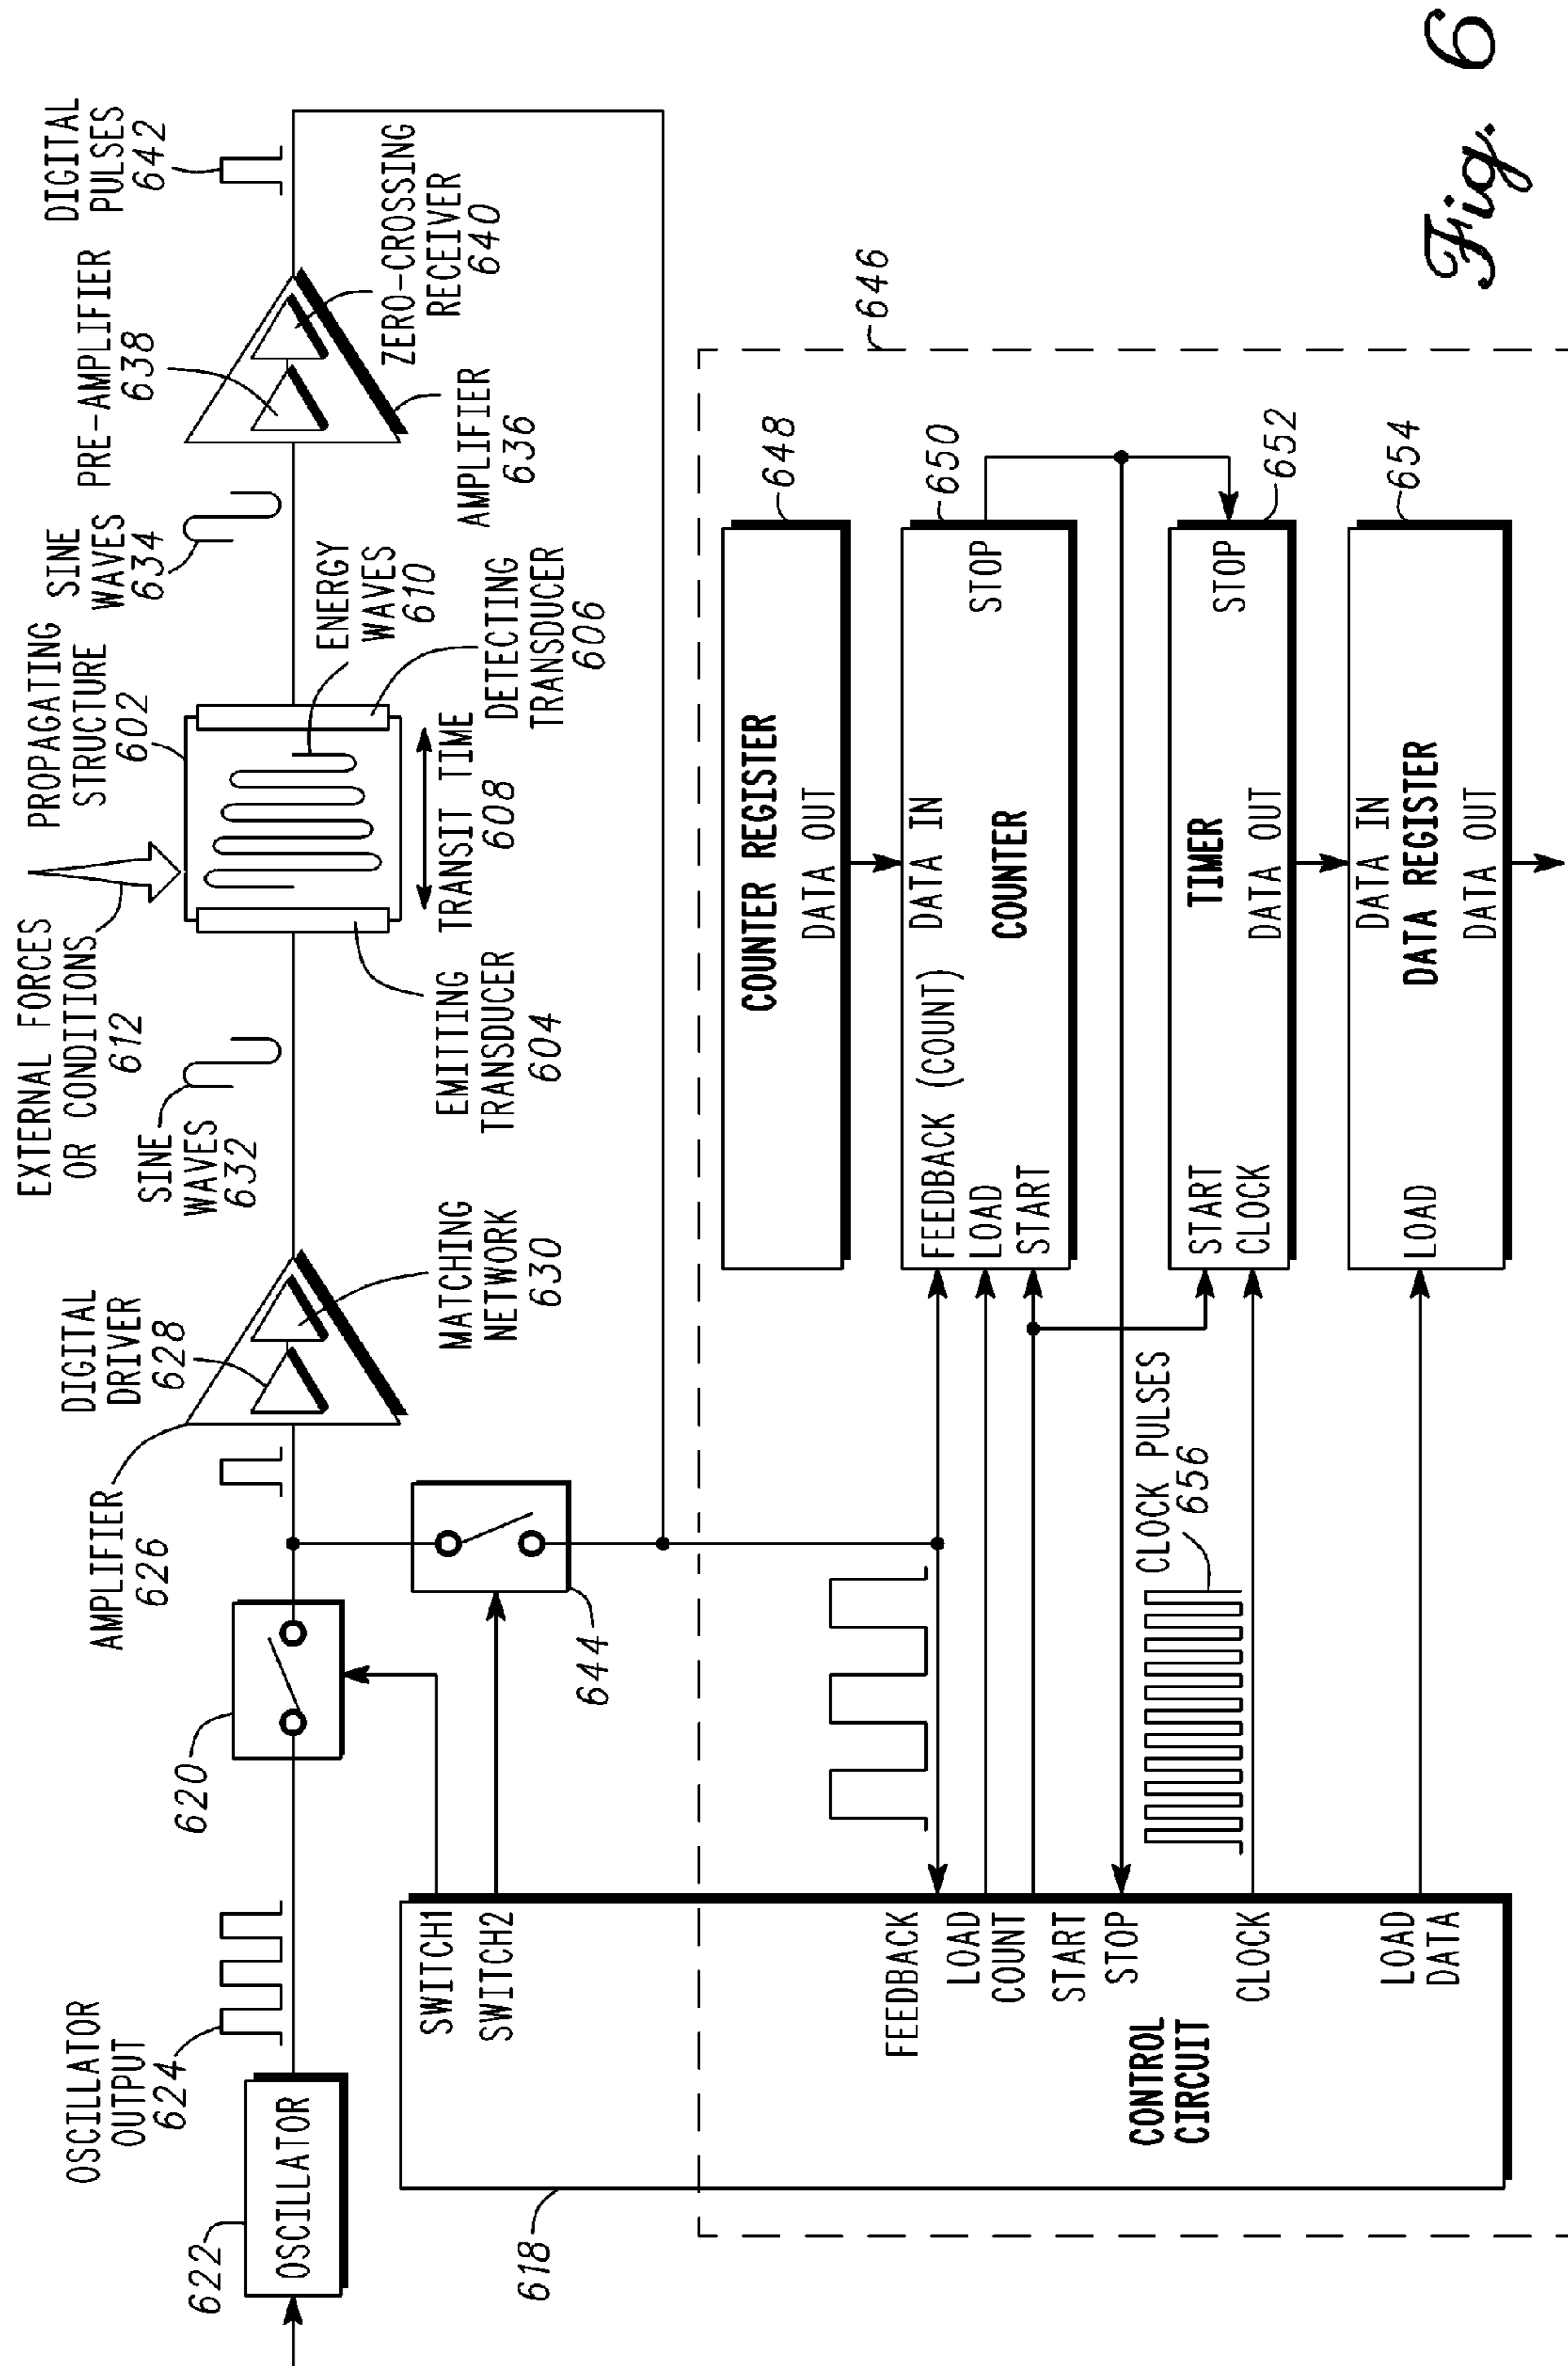 EXTERNAL FORCES
OR CONDITIONS
612
PROPAGATING
STRUCTURE
602
SINE
WAVES
634
PRE-AMPLIFIER
638
DIGITAL
PULSES
642
OSCILLATOR
OUTPUT
624
620
AMPLIFIER
626
DIGITAL
DRIVER
628
SINE
WAVES
632
622
OSCILLATOR
MATCHING
NETWORK
630
EMITTING
TRANSDUCER
604
TRANSIT TIME
608
ENERGY
WAVES
610
DETECTING
TRANSDUCER
606
AMPLIFIER
636
ZERO-CROSSING
RECEIVER
640
644
618
SWITCH1
SWITCH2
FEEDBACK
LOAD
COUNT
START
STOP
CLOCK
LOAD
DATA
CONTROL
CIRCUIT
CLOCK PULSES
656
646
COUNTER REGISTER
DATA OUT
648
FEEDBACK (COUNT)
DATA IN
LOAD
START
COUNTER
STOP
650
START
CLOCK
TIMER
DATA OUT
STOP
652
LOAD
DATA IN
DATA REGISTER
DATA OUT
654
Fig. 6